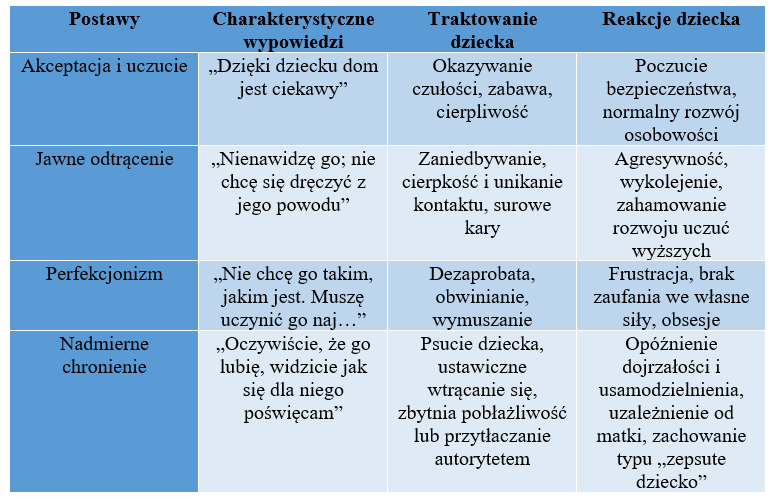 Postawy
Charakterystyczne
wypowiedzi
Traktowanie
dziecka
Reakcje dziecka
Akceptacja i uczucie
„Dzięki dziecku dom
jest ciekawy”
Okazywanie
czułości, zabawa,
cierpliwość
Poczucie
bezpieczeństwa,
normalny rozwój
osobowości
Jawne odtrącenie
„Nienawidzę go; nie
chcę się dręczyć z
jego powodu”
Zaniedbywanie,
cierpkość i unikanie
kontaktu, surowe
kary
Agresywność,
wykolejenie,
zahamowanie
rozwoju uczuć
wyższych
Perfekcjonizm
„Nie chcę go takim,
jakim jest. Muszę
uczynić go naj…”
Dezaprobata,
obwinianie,
wymuszanie
Frustracja, brak
zaufania we własne
siły, obsesje
Nadmierne
chronienie
„Oczywiście, że go
lubię, widzicie jak
się dla niego
poświęcam”
Psucie dziecka,
ustawiczne
wtrącanie się,
zbytnia pobłażliwość
lub przytłaczanie
autorytetem
Opóźnienie
dojrzałości i
usamodzielnienia,
uzależnienie od
matki, zachowanie
typu „zepsute
dziecko”